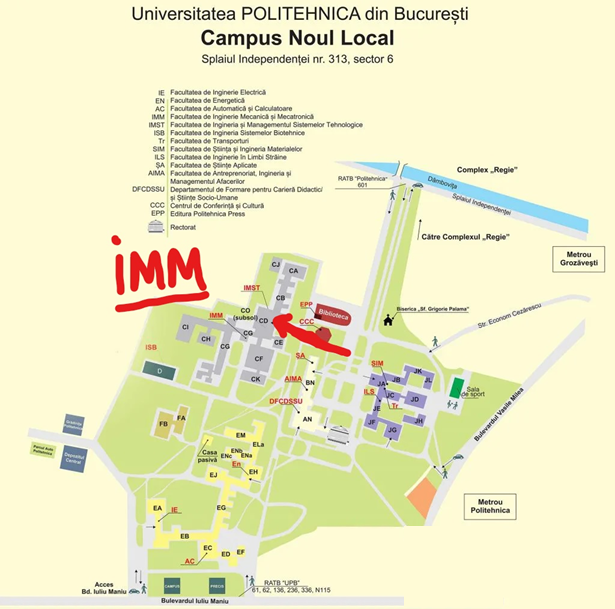 Universitatea POLITEHNICA din București
Campus Noul Local
Splaiul Independenței nr. 313, sector 6
IE Facultatea de Inginerie Electrică
EN Facultatea de Energetică
AC Facultatea de Automatică și Calculatoare
IMM Facultatea de Inginerie Mecanică și Mecatronică
IMST Facultatea de Ingineria și Managementul Sistemelor Tehnologice
ISB Facultatea de Ingineria Sistemelor Biotehnice
Tr Facultatea de Transporturi
SIM Facultatea de Știința și Ingineria Materialelor
ILS Facultatea de Inginerie în Limbi Străine
ȘA Facultatea de Științe Aplicate
AIMA Facultatea de Antreprenoriat, Ingineria și
Managementul Afacerilor
DFCDSSU Departamentul de Formare pentru Carieră Didactică
și Științe Socio-Umane
CCC Centrul de Conferință și Cultură
EPP Editura Politehnica Press
Rectorat
Complex „Regie"
RATB "Politehnica"
601
Dâmbovița
Splaiul Independenței
Către Complexul „Regie"
Metrou
Grozăvești
IMM
CJ
CA
IMST
CB
EPP
Biblioteca
CO
(subsol)
CD
CCC
IMM
CG
CE
CI
CH
CG
CF
CK
ISB
D
Biserica "Sf. Grigorie Palama"
Str. Econom Cezărescu
ȘA
AIMA
BN
DFCDSSU
AN
SIM
JK
JA
JB
JL
ILS
JC
JD
JE
Tr
JF
JG
JH
Sala
de sport
Bulevardul Vasile Milea
Metrou
Politehnica
FB
FA
Casa
pasivă
EM
ELa
ENb
ENc
ENa
En
EJ
EH
EA
IE
EG
EB
EC
ED
EF
AC
Depozitul
Central
Parcul Auto
Politehnica
Acces
Bd. Iuliu Maniu
CAMPUS
PRECIS
RATB "UPB"
61, 62, 136, 236, 336, N115
Bulevardul Iuliu Maniu